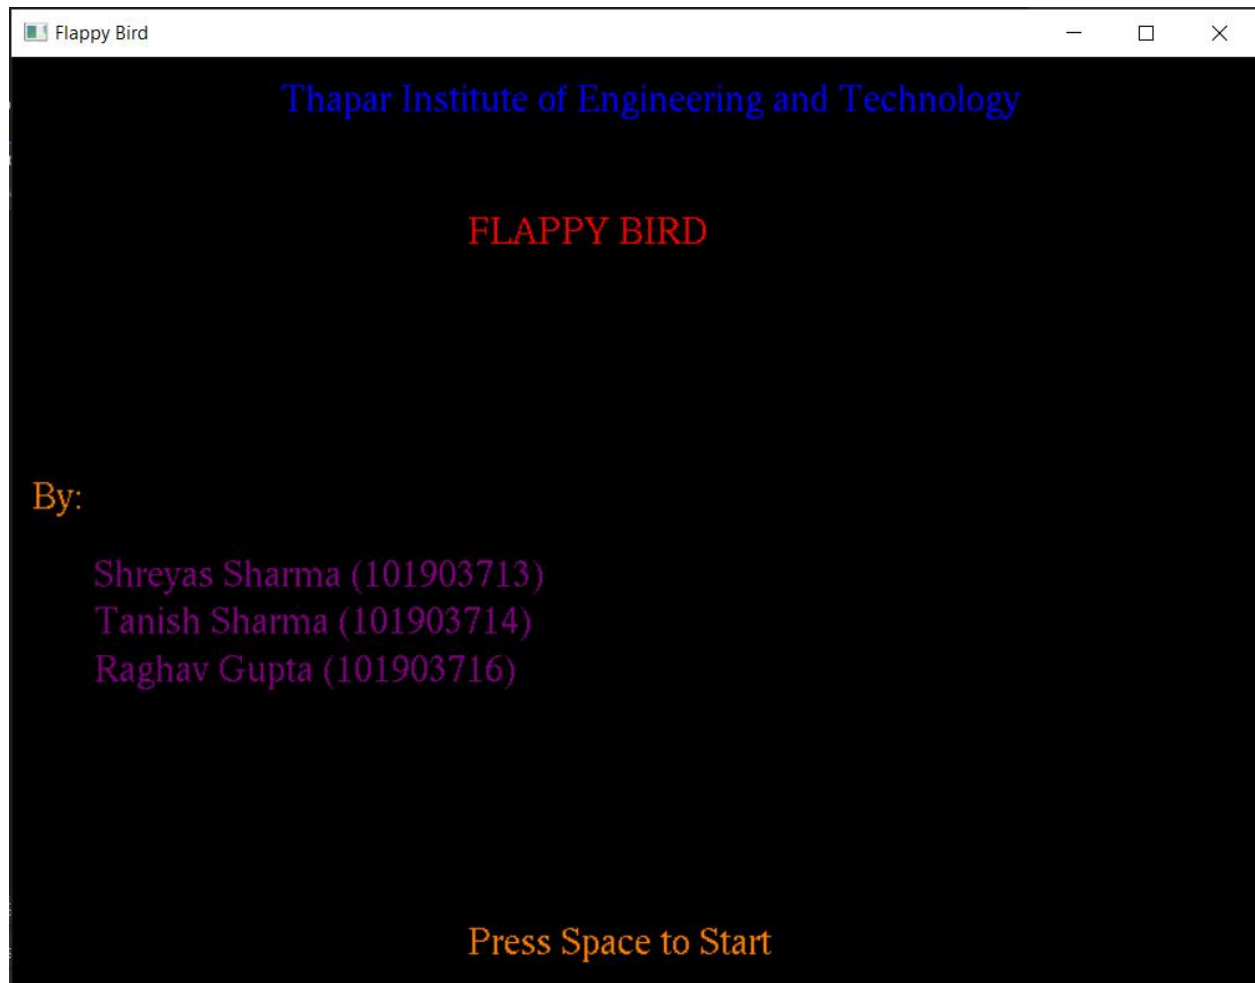 Flappy Bird
Thapar Institute of Engineering and Technology
FLAPPY BIRD
By:
Shreyas Sharma (101903713)
Tanish Sharma (101903714)
Raghav Gupta (101903716)
Press Space to Start